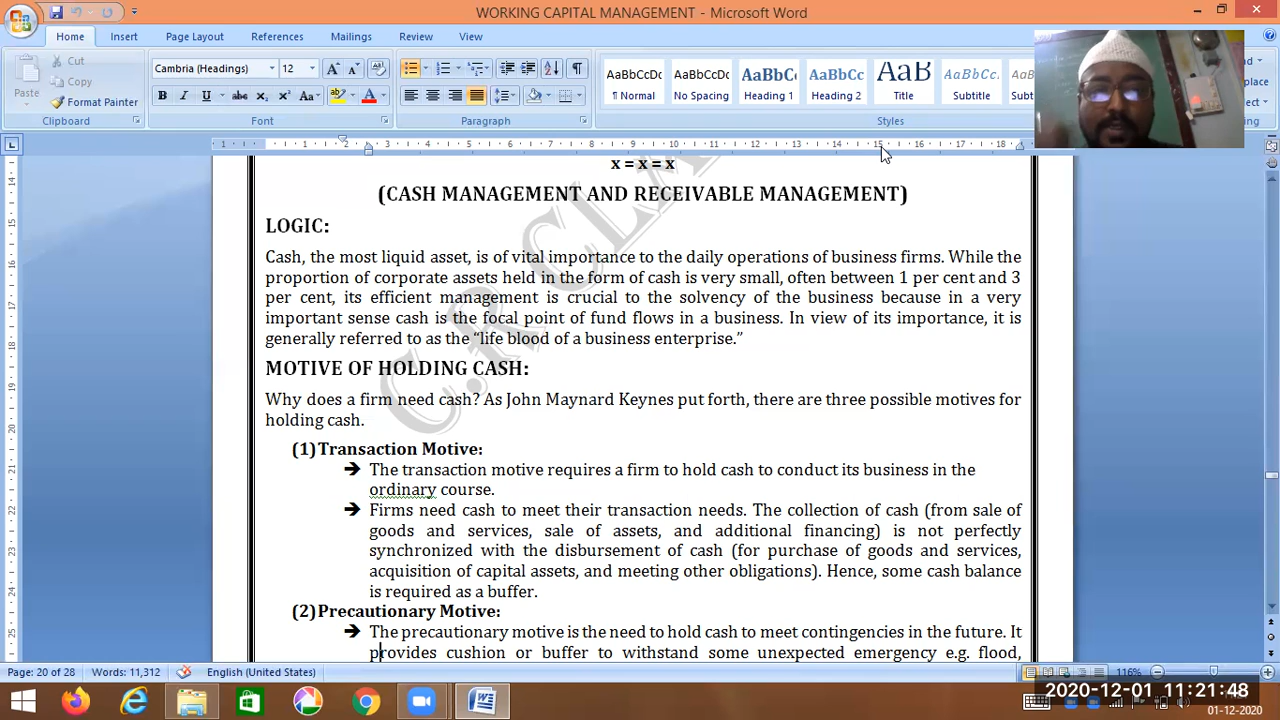 WORKING CAPITAL MANAGEMENT - Microsoft Word
Home Insert Page Layout References Mailings Review View
Cut
Copy
Paste
Format Painter
Clipboard
Cambria (Headings) 12
Font
Paragraph
AaBbCcDc AaBbCcDc AaBbC AaBbCc AaB AaBbCc.
¶ Normal No Spacing Heading 1 Heading 2 Title Subtitle
Styles
x = x = x
(CASH MANAGEMENT AND RECEIVABLE MANAGEMENT)
LOGIC:
Cash, the most liquid asset, is of vital importance to the daily operations of business firms. While the
proportion of corporate assets held in the form of cash is very small, often between 1 per cent and 3
per cent, its efficient management is crucial to the solvency of the business because in a very
important sense cash is the focal point of fund flows in a business. In view of its importance, it is
generally referred to as the “life blood of a business enterprise.”
MOTIVE OF HOLDING CASH:
Why does a firm need cash? As John Maynard Keynes put forth, there are three possible motives for
holding cash.
(1)Transaction Motive:
➔ The transaction motive requires a firm to hold cash to conduct its business in the
ordinary course.
➔ Firms need cash to meet their transaction needs. The collection of cash (from sale of
goods and services, sale of assets, and additional financing) is not perfectly
synchronized with the disbursement of cash (for purchase of goods and services,
acquisition of capital assets, and meeting other obligations). Hence, some cash balance
is required as a buffer.
(2)Precautionary Motive:
➔ The precautionary motive is the need to hold cash to meet contingencies in the future. It
provides cushion or buffer to withstand some unexpected emergency e.g. flood,
Page: 20 of 28 Words: 11,312 English (United States) 116%
2020-12-01 11:21:48
01-12-2020